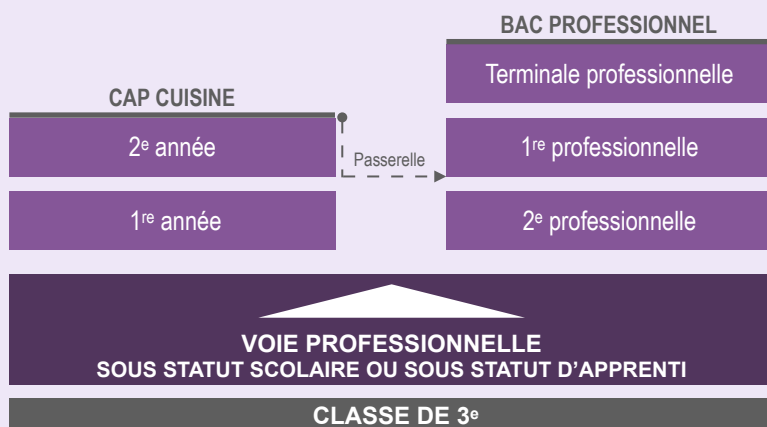 BAC PROFESSIONNEL
Terminale professionnelle
CAP CUISINE
2e année
Passerelle
1re professionnelle
1re année
2e professionnelle
VOIE PROFESSIONNELLE
SOUS STATUT SCOLAIRE OU SOUS STATUT D'APPRENTI
CLASSE DE 3e